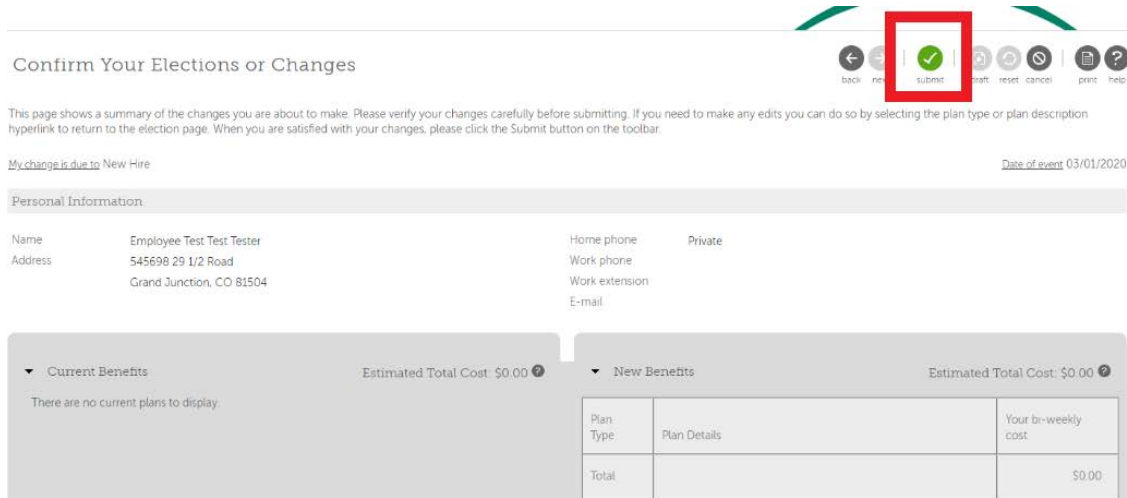 Confirm Your Elections or Changes
back submit draft reset cancel print help
This page shows a summary of the changes you are about to make. Please verify your changes carefully before submitting. If you need to make any edits you can do so by selecting the plan type or plan description
hyperlink to return to the election page. When you are satisfied with your changes, please click the Submit button on the toolbar.
My change is due to New Hire Date of event 03/01/2020
Personal Information
Name Employee Test Test Tester Home phone Private
Address 545698 29 1/2 Road Work phone
Grand Junction, CO 81504 Work extension
E-mail
Current Benefits Estimated Total Cost: $0.00 ? New Benefits Estimated Total Cost: $0.00 ?
There are no current plans to display.
Plan Type Plan Details Your bi-weekly cost
Total $0.00